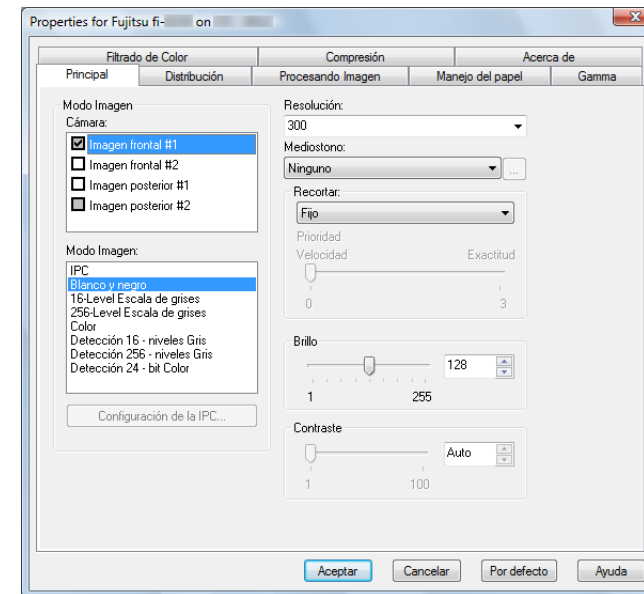 Properties for Fujitsu fi- on
Filtrado de Color Compresión Acerca de
Principal Distribución Procesando Imagen Manejo del papel Gamma
Modo Imagen
Cámara:
Imagen frontal #1
Imagen frontal #2
Imagen posterior #1
Imagen posterior #2
Modo Imagen:
IPC
Blanco y negro
16-Level Escala de grises
256-Level Escala de grises
Color
Detección 16 - niveles Gris
Detección 256 - niveles Gris
Detección 24 - bit Color
Configuración de la IPC...
Resolución:
300
Mediostono:
Ninguno ...
Recortar:
Fijo
Prioridad
Velocidad Exactitud
0 3
Brillo
128
1 255
Contraste
Auto
1 100
Aceptar Cancelar Por defecto Ayuda